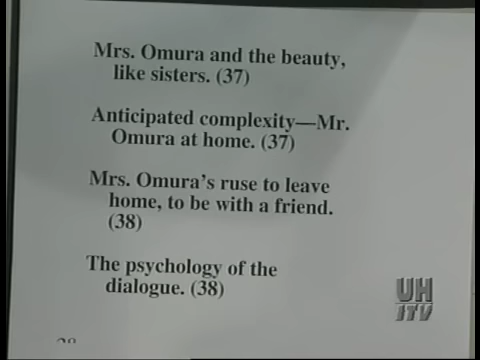 Mrs. Omura and the beauty,
like sisters. (37)
Anticipated complexity—Mr.
Omura at home. (37)
Mrs. Omura's ruse to leave
home, to be with a friend.
(38)
The psychology of the
dialogue. (38)
UH
ITV